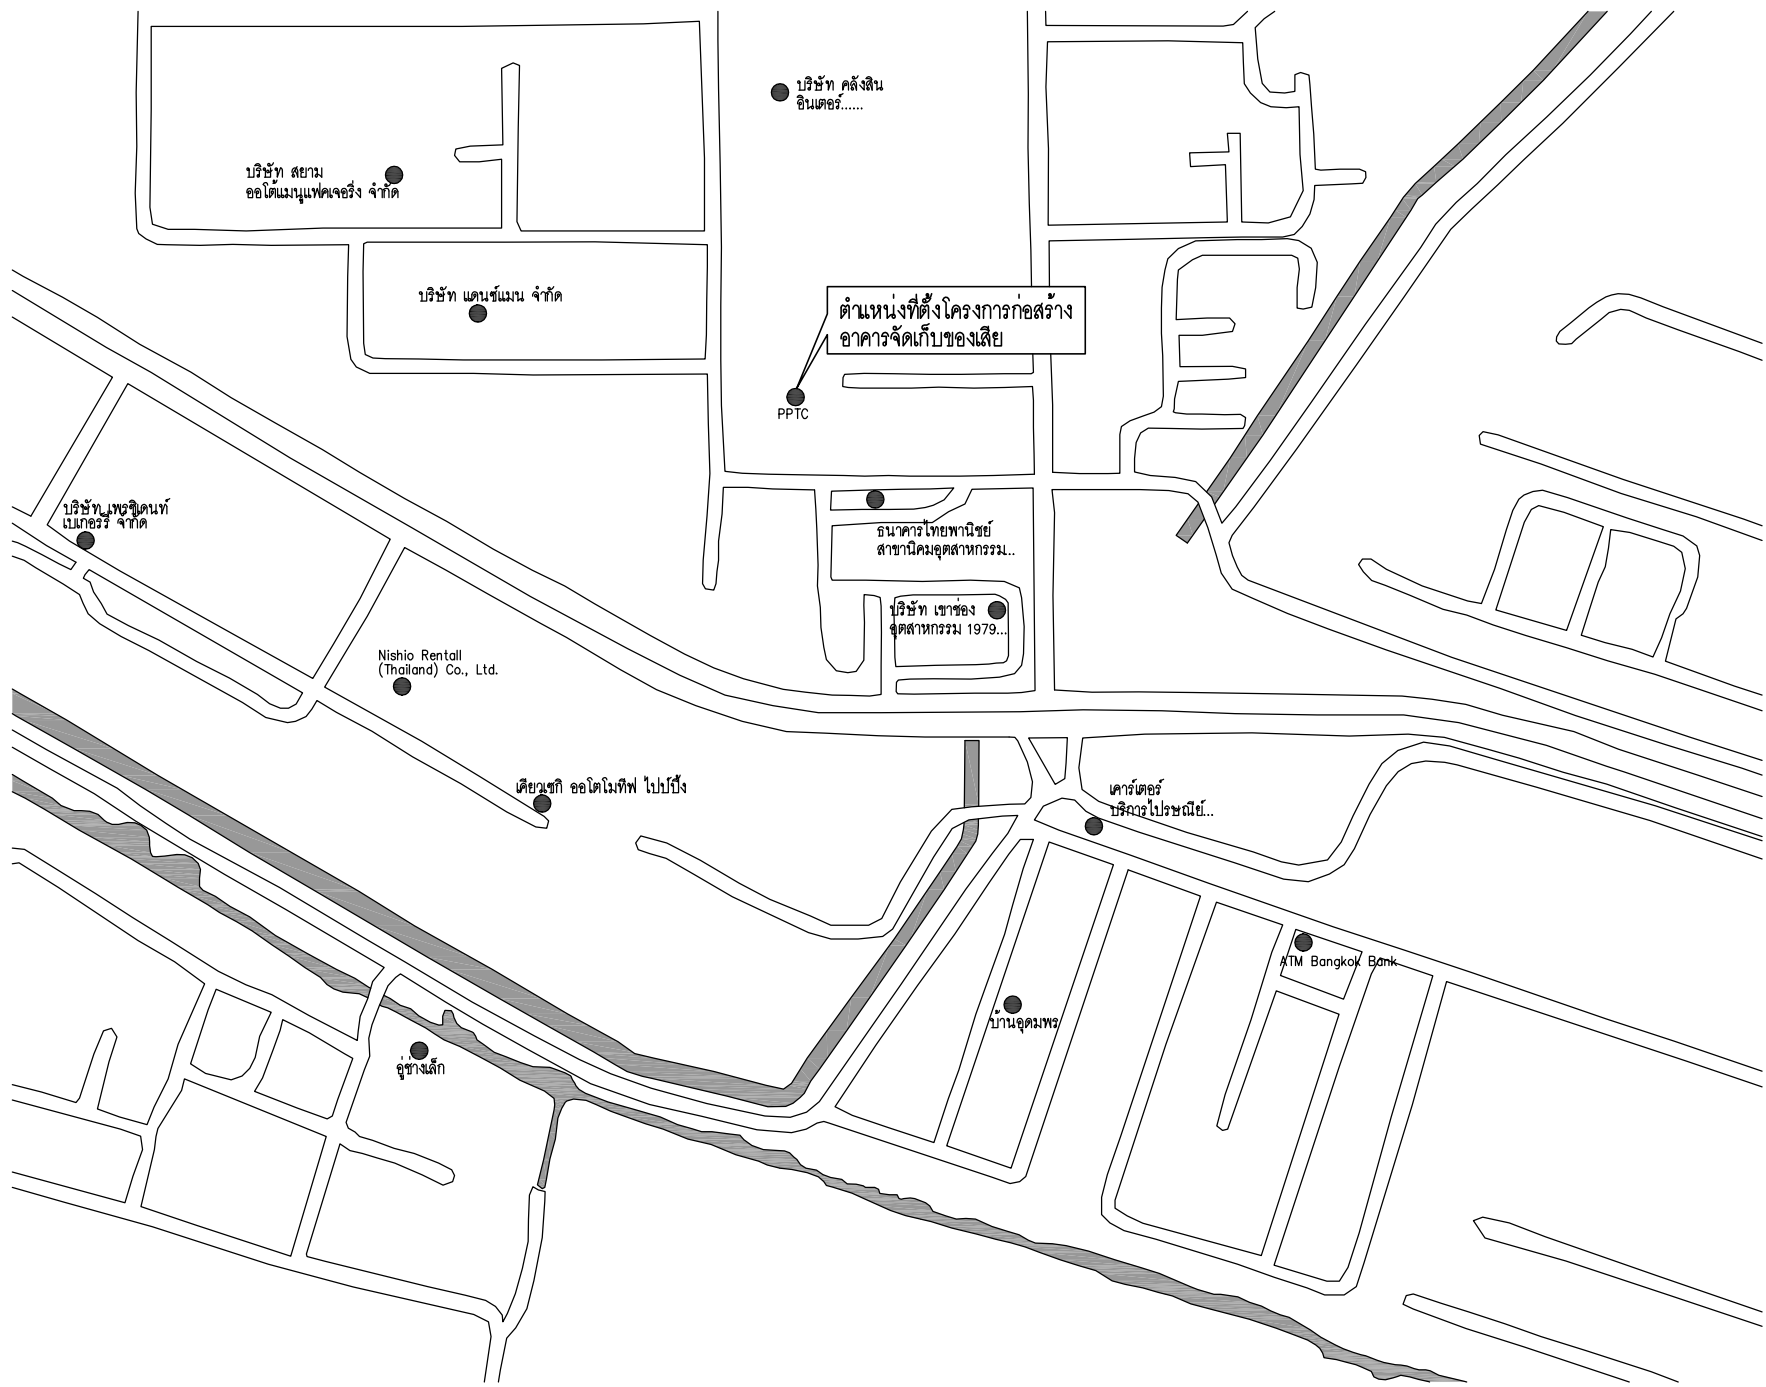 บริษัท คลังสิน
อินเตอร์......
บริษัท สยาม
ออโต้แมนูแฟคเจอริ่ง จำกัด
บริษัท แดนซ์แมน จำกัด
ตำแหน่งที่ตั้งโครงการก่อสร้าง
อาคารจัดเก็บของเสีย
PPTC
บริษัท เพรซิเดนท์
เบเกอรรี่ จำกัด
ธนาคารไทยพานิชย์
สาขานิคมอุตสาหกรรม...
บริษัท เขาช่อง
อุตสาหกรรม 1979...
Nishio Rentall
(Thailand) Co., Ltd.
เคียวเซกิ ออโตโมทีฟ ไปป์ปิ้ง
เคาร์เตอร์
บริการไปรษณีย์...
ATM Bangkok Bank
บ้านอุดมพร
อู่ช่างเล็ก